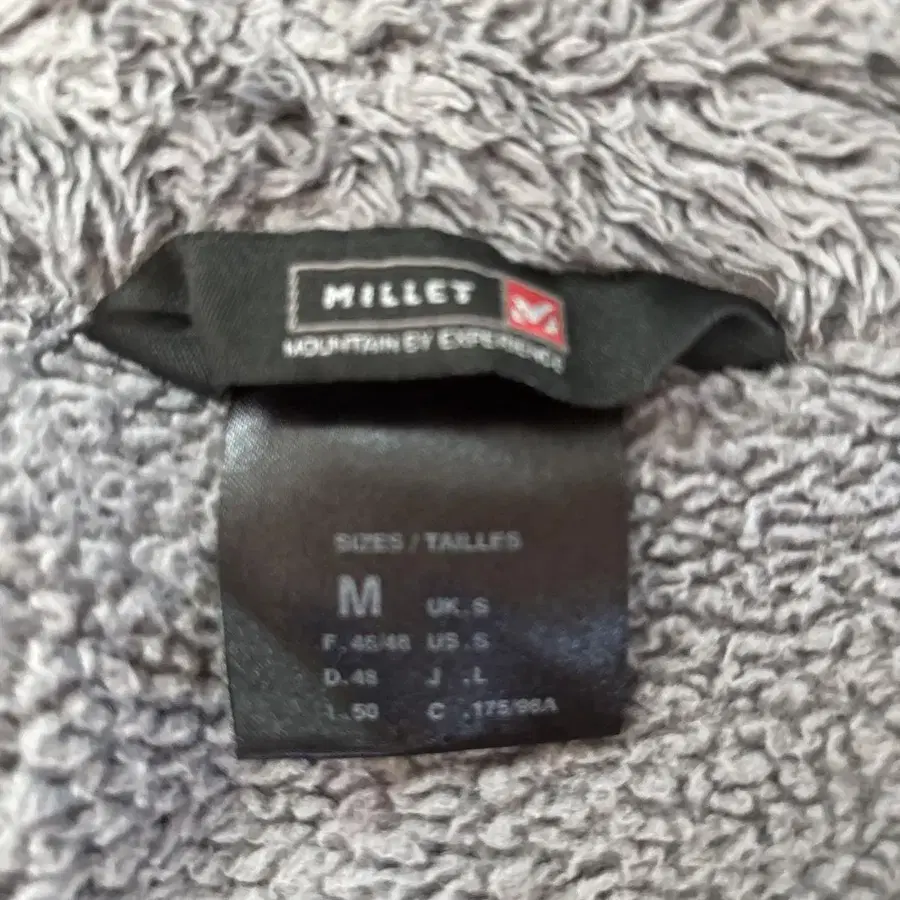 MILLET
MOUNTAIN BY EXPERIENCE
SIZES / TAILLES
M UK.S
F.46/48 US.S
D.48 J .L
I.50 C .175/96A